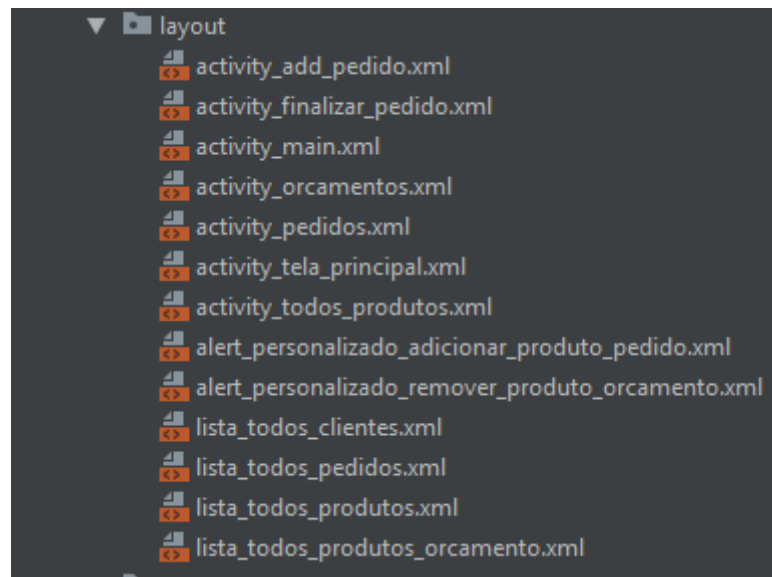 layout
activity_add_pedido.xml
activity_finalizar_pedido.xml
activity_main.xml
activity_orcamentos.xml
activity_pedidos.xml
activity_tela_principal.xml
activity_todos_produtos.xml
alert_personalizado_adicionar_produto_pedido.xml
alert_personalizado_remover_produto_orcamento.xml
lista_todos_clientes.xml
lista_todos_pedidos.xml
lista_todos_produtos.xml
lista_todos_produtos_orcamento.xml